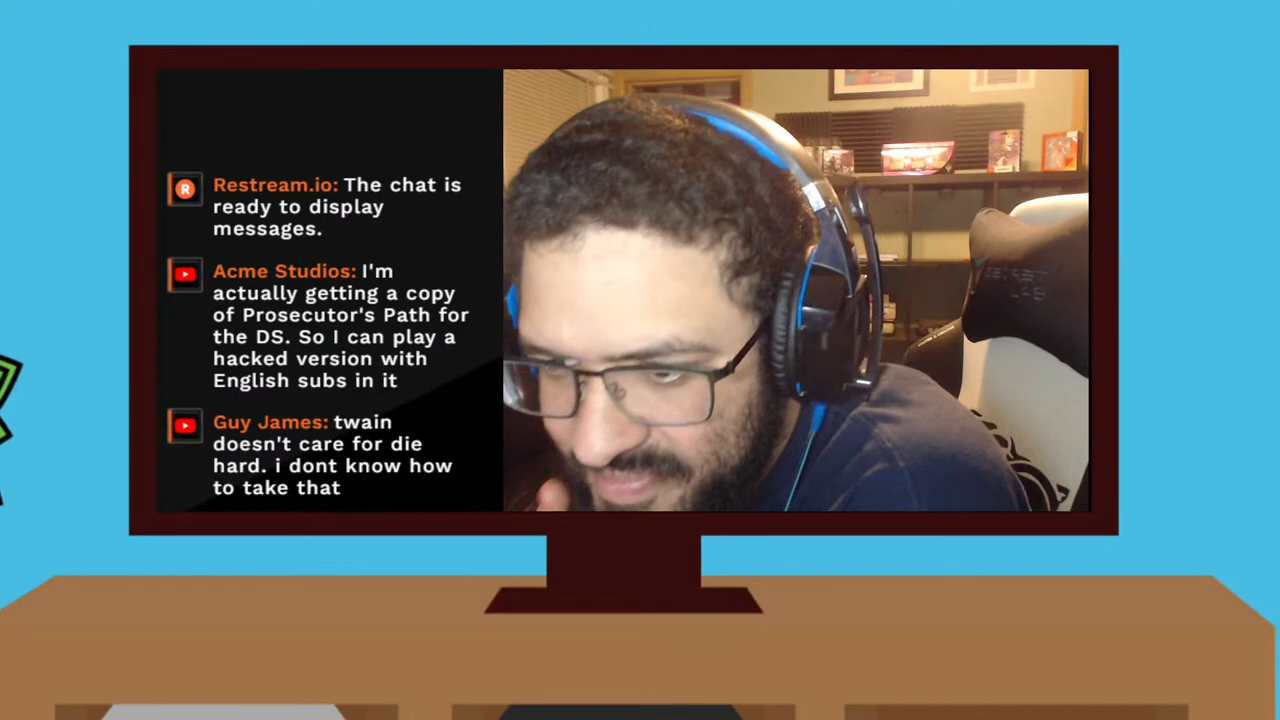 Restream.io: The chat is
ready to display
messages.
Acme Studios: I'm
actually getting a copy
of Prosecutor's Path for
the DS. So I can play a
hacked version with
English subs in it
Guy James: twain
doesn't care for die
hard. i dont know how
to take that
R
SECRET
LAB